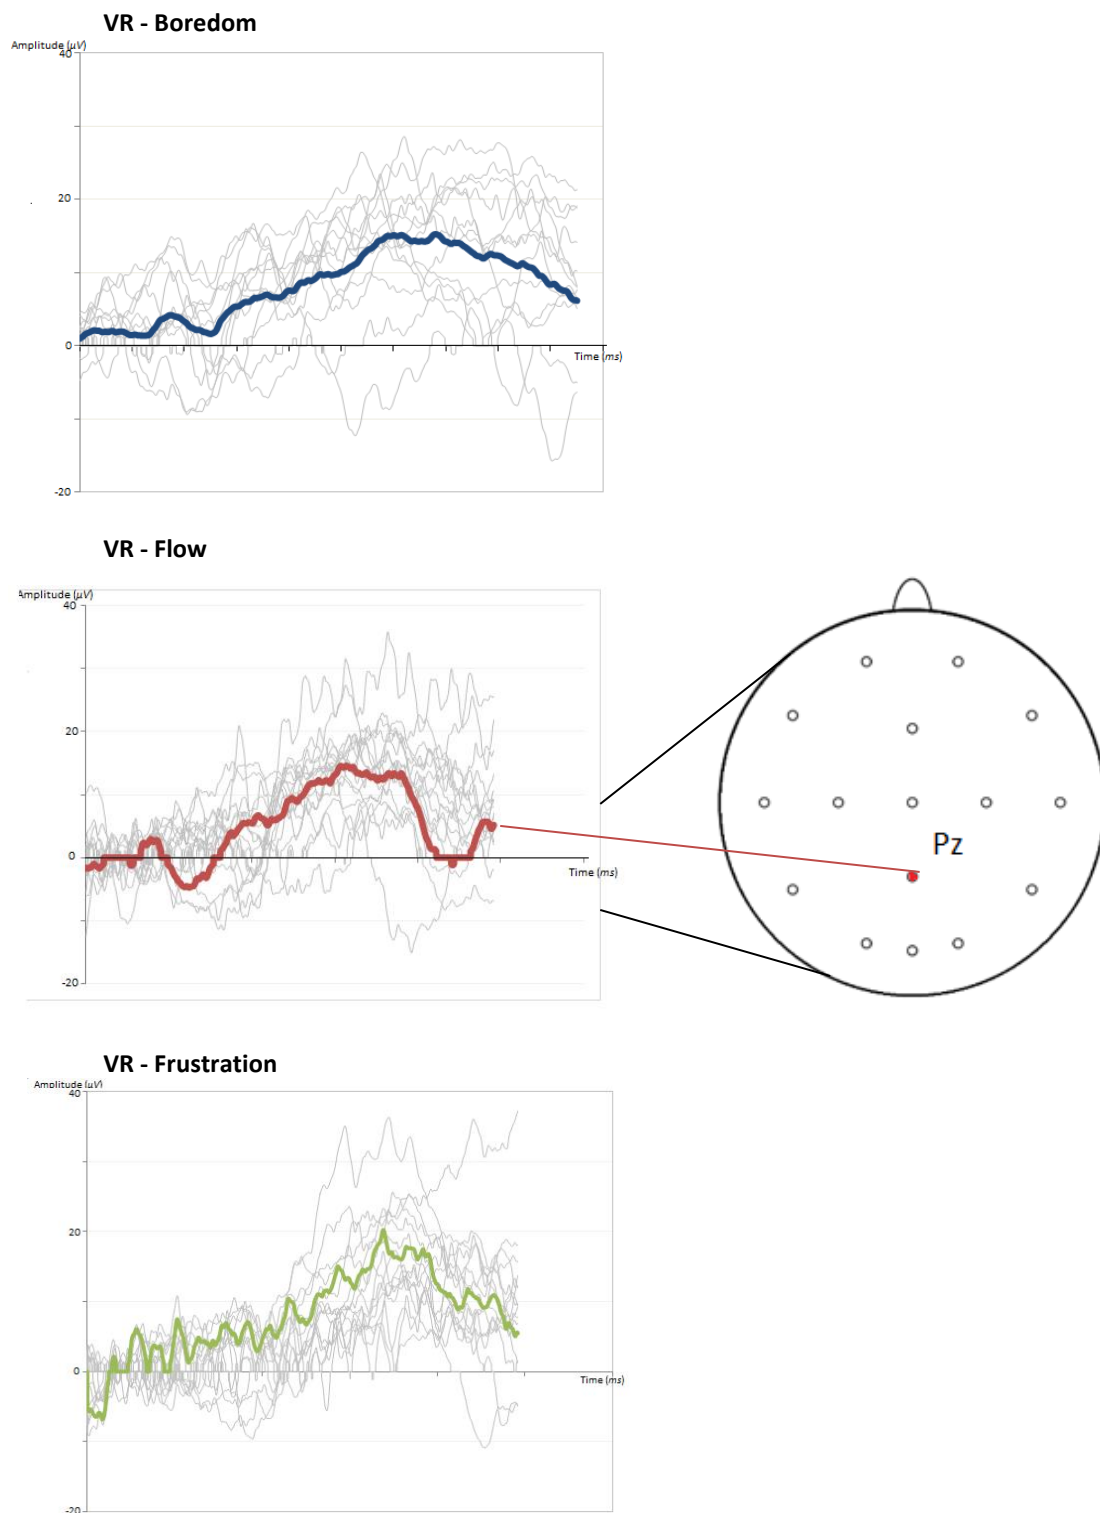 VR - Boredom
Amplitude (µV)
40
20
0
Time (ms)
-20
VR - Flow
Amplitude (µV)
40
20
Pz
0
Time (ms)
-20
VR - Frustration
Amplitude (µV)
40
20
0
Time (ms)
-20